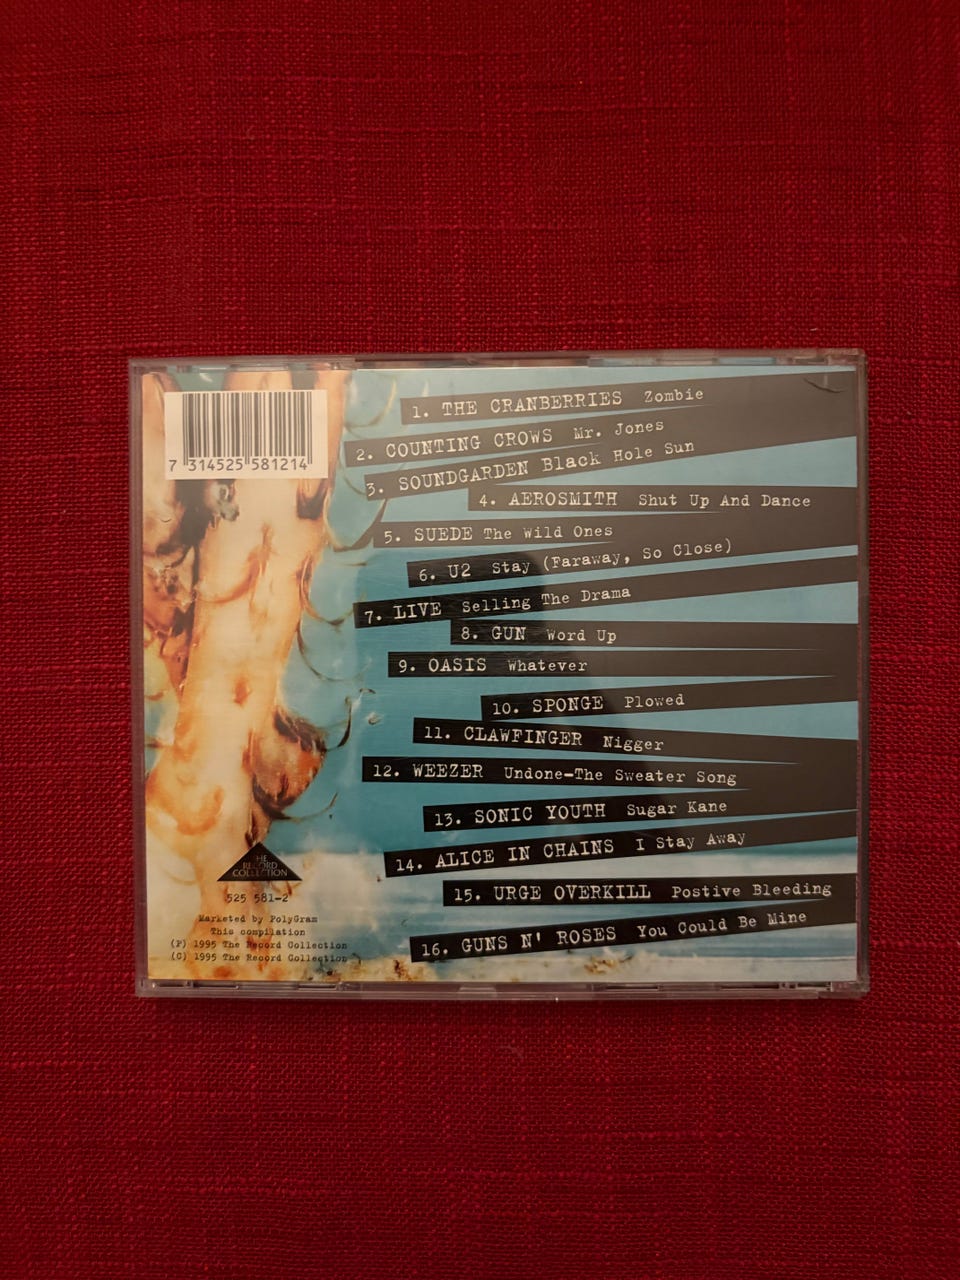 7 314525 581214
1. THE CRANBERRIES Zombie
2. COUNTING CROWS Mr. Jones
3. SOUNDGARDEN Black Hole Sun
4. AEROSMITH Shut Up And Dance
5. SUEDE The Wild Ones
6. U2 Stay (Faraway, So Close)
7. LIVE Selling The Drama
8. GUN Word Up
9. OASIS Whatever
10. SPONGE Plowed
11. CLAWFINGER Nigger
12. WEEZER Undone-The Sweater Song
13. SONIC YOUTH Sugar Kane
14. ALICE IN CHAINS I Stay Away
15. URGE OVERKILL Postive Bleeding
16. GUNS N' ROSES You Could Be Mine
THE
RECORD
COLLECTION
525 581-2
Marketed by PolyGram
This compilation
(P) 1995 The Record Collection
(C) 1995 The Record Collection